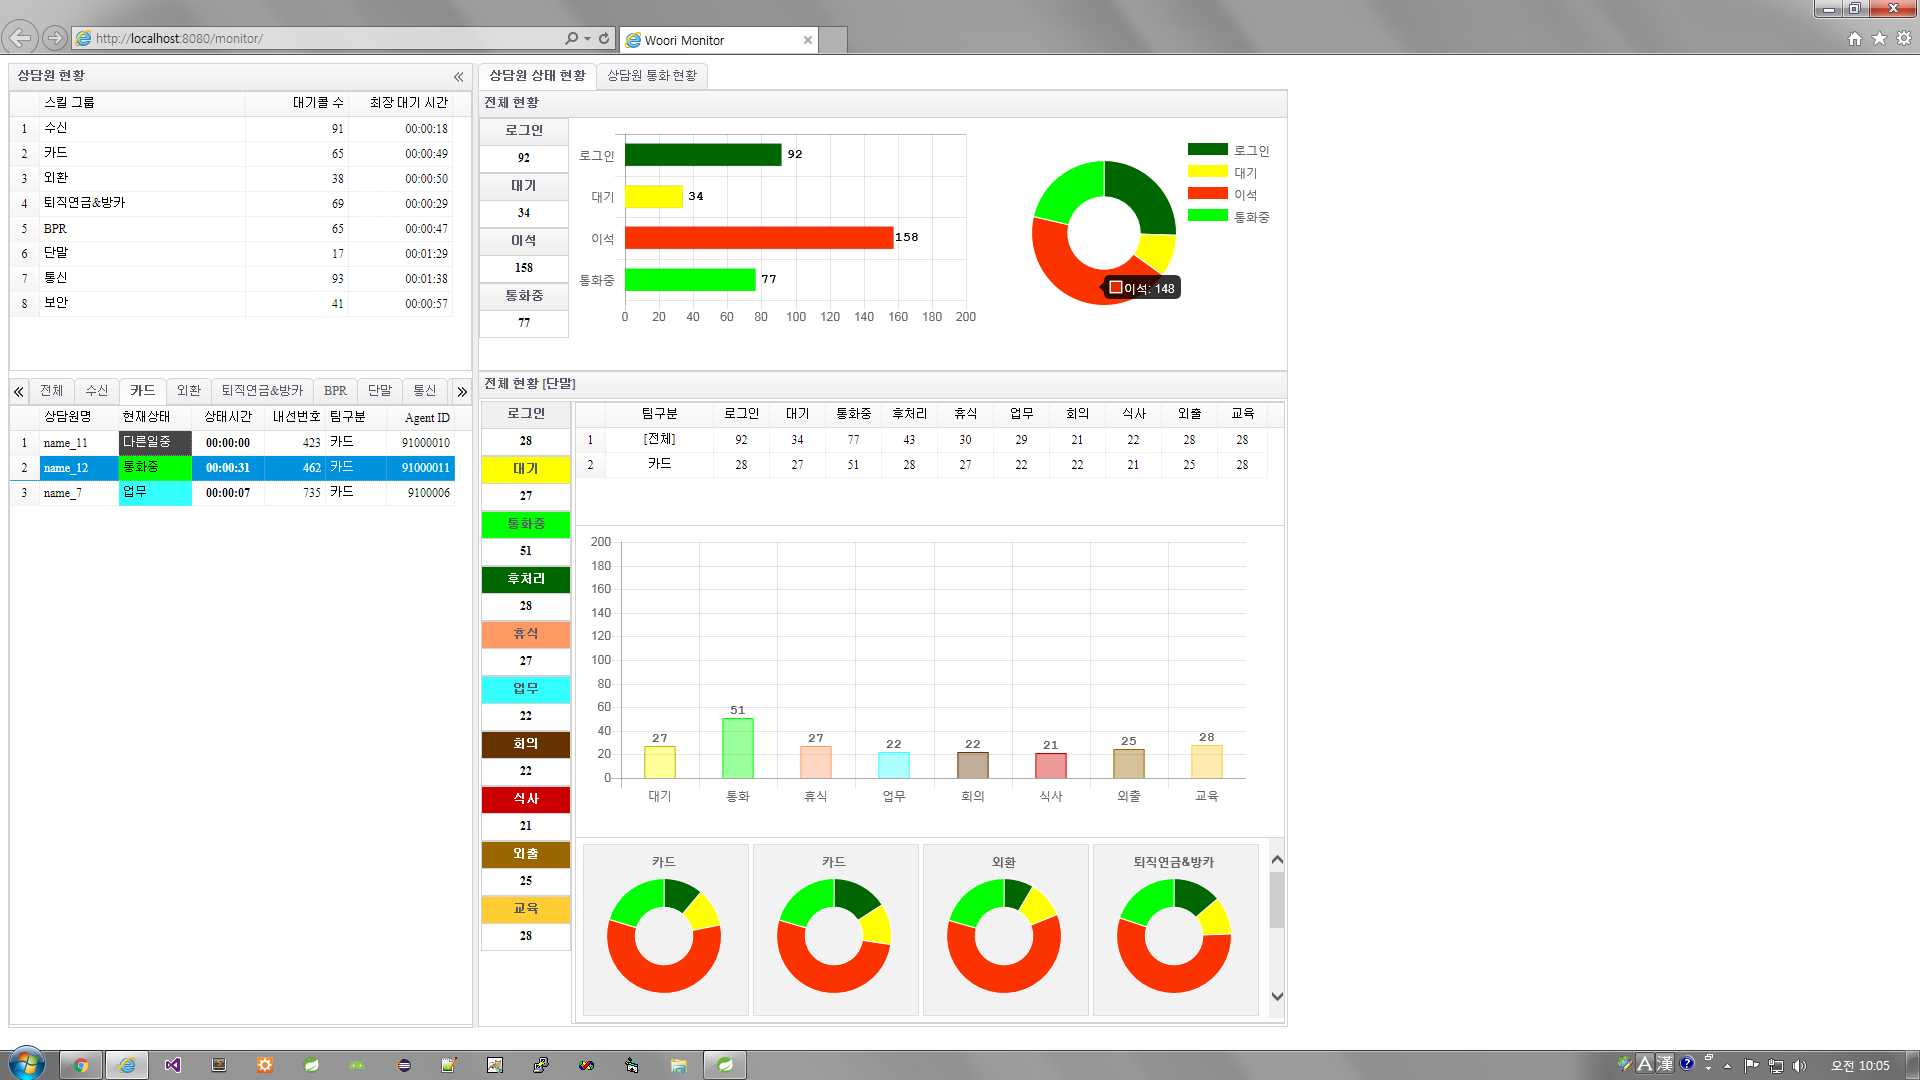 http://localhost:8080/monitor/
Woori Monitor
상담원 현황
스킬 그룹 대기콜 수 최장 대기 시간
1 수신 91 00:00:18
2 카드 65 00:00:49
3 외환 38 00:00:50
4 퇴직연금&방카 69 00:00:29
5 BPR 65 00:00:47
6 단말 17 00:01:29
7 통신 93 00:01:38
8 보안 41 00:00:57
전체 수신 카드 외환 퇴직연금&방카 BPR 단말 통신
상담원명 현재상태 상태시간 내선번호 팀구분 Agent ID
1 name_11 다른일중 00:00:00 423 카드 91000010
2 name_12 통화중 00:00:31 462 카드 91000011
3 name_7 업무 00:00:07 735 카드 9100006
상담원 상태 현황 상담원 통화 현황
전체 현황
로그인
92
대기
34
이석
158
통화중
77
로그인 92
대기 34
이석 158
통화중 77
0 20 40 60 80 100 120 140 160 180 200
로그인
대기
이석
통화중
이석: 148
전체 현황 [단말]
로그인
28
대기
27
통화중
51
후처리
28
휴식
27
업무
22
회의
22
식사
21
외출
25
교육
28
팀구분 로그인 대기 통화중 후처리 휴식 업무 회의 식사 외출 교육
1 [전체] 92 34 77 43 30 29 21 22 28 28
2 카드 28 27 51 28 27 22 22 21 25 28
200
180
160
140
120
100
80
60
40
20
0
27 51 27 22 22 21 25 28
대기 통화 휴식 업무 회의 식사 외출 교육
카드 카드 외환 퇴직연금&방카
A 漢 오전 10:05